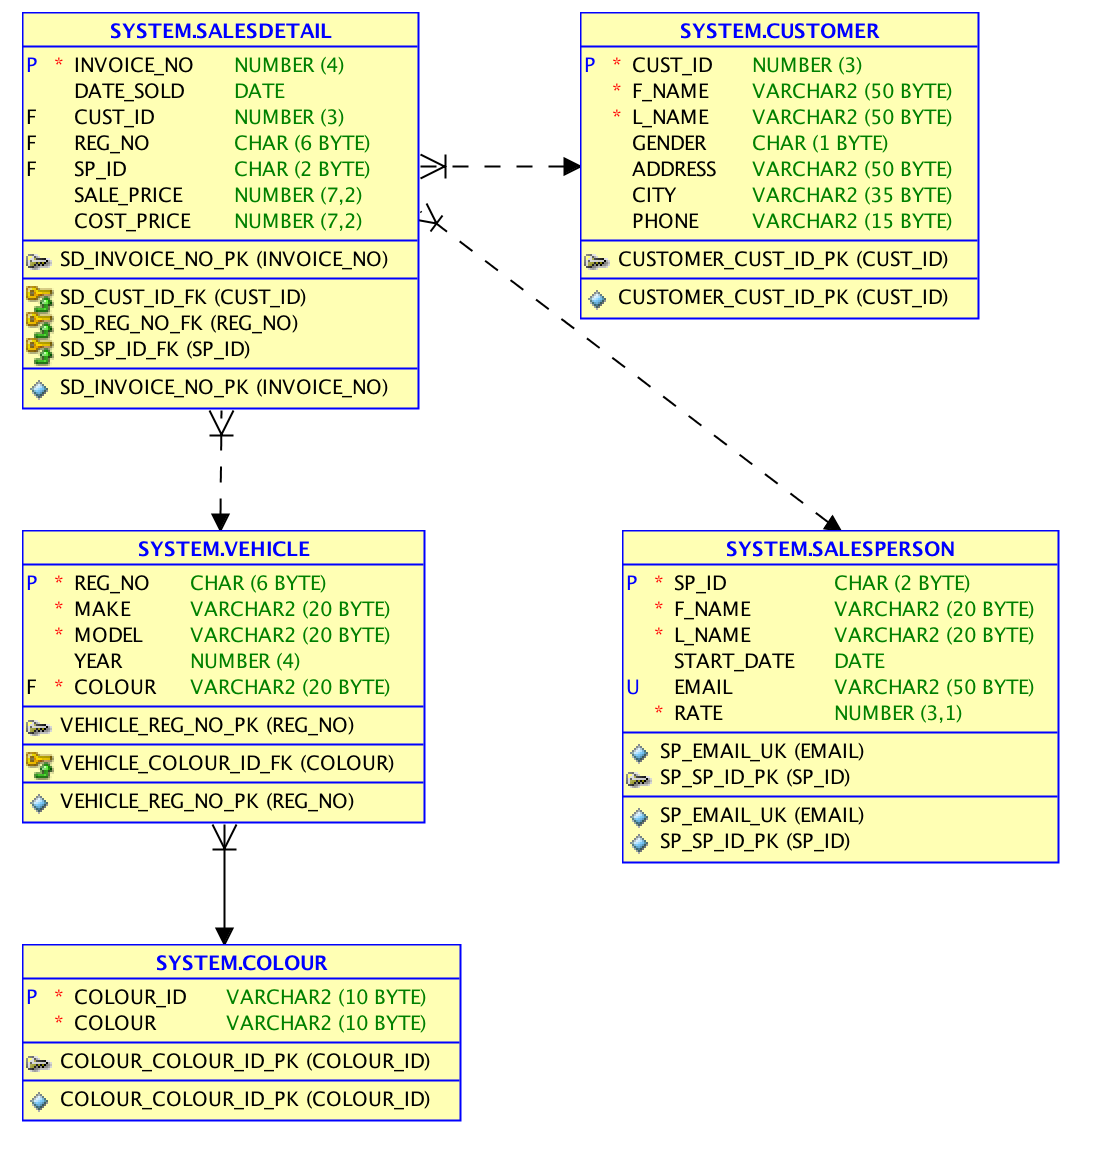 SYSTEM.SALESDETAIL
P * INVOICE_NO NUMBER (4)
DATE_SOLD DATE
F CUST_ID NUMBER (3)
F REG_NO CHAR (6 BYTE)
F SP_ID CHAR (2 BYTE)
SALE_PRICE NUMBER (7,2)
COST_PRICE NUMBER (7,2)
SD_INVOICE_NO_PK (INVOICE_NO)
SD_CUST_ID_FK (CUST_ID)
SD_REG_NO_FK (REG_NO)
SD_SP_ID_FK (SP_ID)
SD_INVOICE_NO_PK (INVOICE_NO)
SYSTEM.CUSTOMER
P * CUST_ID NUMBER (3)
* F_NAME VARCHAR2 (50 BYTE)
* L_NAME VARCHAR2 (50 BYTE)
GENDER CHAR (1 BYTE)
ADDRESS VARCHAR2 (50 BYTE)
CITY VARCHAR2 (35 BYTE)
PHONE VARCHAR2 (15 BYTE)
CUSTOMER_CUST_ID_PK (CUST_ID)
CUSTOMER_CUST_ID_PK (CUST_ID)
SYSTEM.VEHICLE
P * REG_NO CHAR (6 BYTE)
* MAKE VARCHAR2 (20 BYTE)
* MODEL VARCHAR2 (20 BYTE)
YEAR NUMBER (4)
F * COLOUR VARCHAR2 (20 BYTE)
VEHICLE_REG_NO_PK (REG_NO)
VEHICLE_COLOUR_ID_FK (COLOUR)
VEHICLE_REG_NO_PK (REG_NO)
SYSTEM.SALESPERSON
P * SP_ID CHAR (2 BYTE)
* F_NAME VARCHAR2 (20 BYTE)
* L_NAME VARCHAR2 (20 BYTE)
START_DATE DATE
U EMAIL VARCHAR2 (50 BYTE)
* RATE NUMBER (3,1)
SP_EMAIL_UK (EMAIL)
SP_SP_ID_PK (SP_ID)
SP_EMAIL_UK (EMAIL)
SP_SP_ID_PK (SP_ID)
SYSTEM.COLOUR
P * COLOUR_ID VARCHAR2 (10 BYTE)
* COLOUR VARCHAR2 (10 BYTE)
COLOUR_COLOUR_ID_PK (COLOUR_ID)
COLOUR_COLOUR_ID_PK (COLOUR_ID)